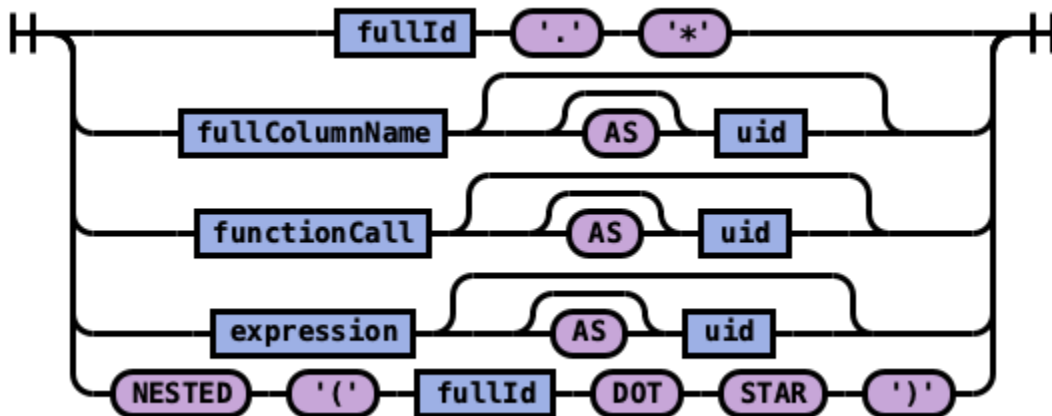 fullId '.' '*'
fullColumnName AS uid
functionCall AS uid
expression AS uid
NESTED '(' fullId DOT STAR ')'